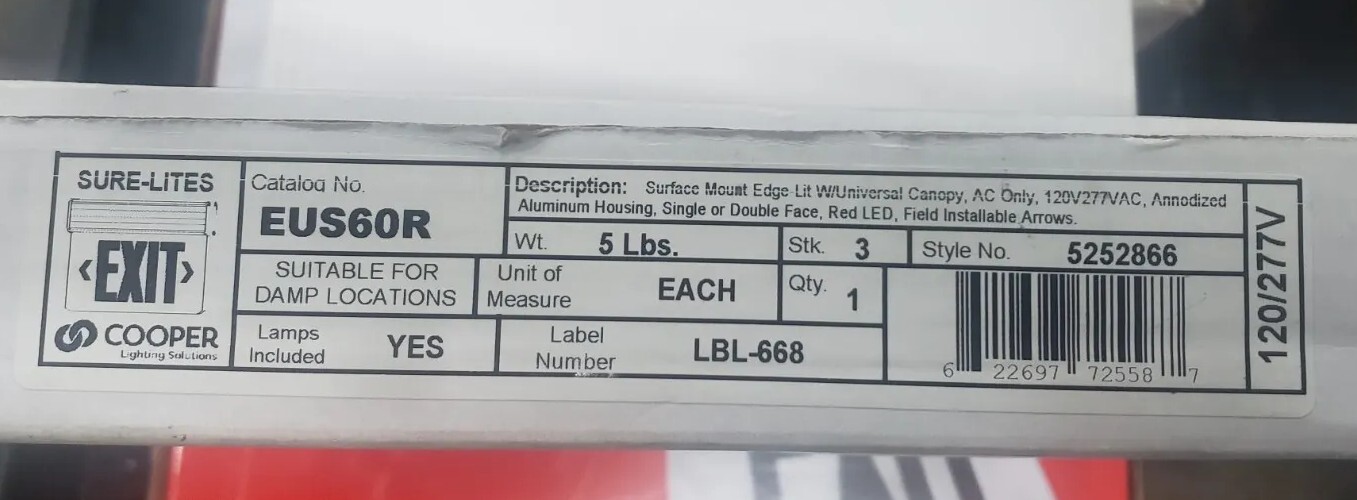 SURE-LITES
EXIT
COOPER
Lighting Solutions
Catalog No.
EUS60R
SUITABLE FOR
DAMP LOCATIONS
Lamps
Included
YES
Description: Surface Mount Edge-Lit W/Universal Canopy, AC Only, 120V277VAC, Annodized
Aluminum Housing, Single or Double Face, Red LED, Field Installable Arrows.
Wt. 5 Lbs.
Stk. 3
Style No. 5252866
Unit of
Measure
EACH
Qty. 1
Label
Number
LBL-668
6 22697 72558 7
120/277V